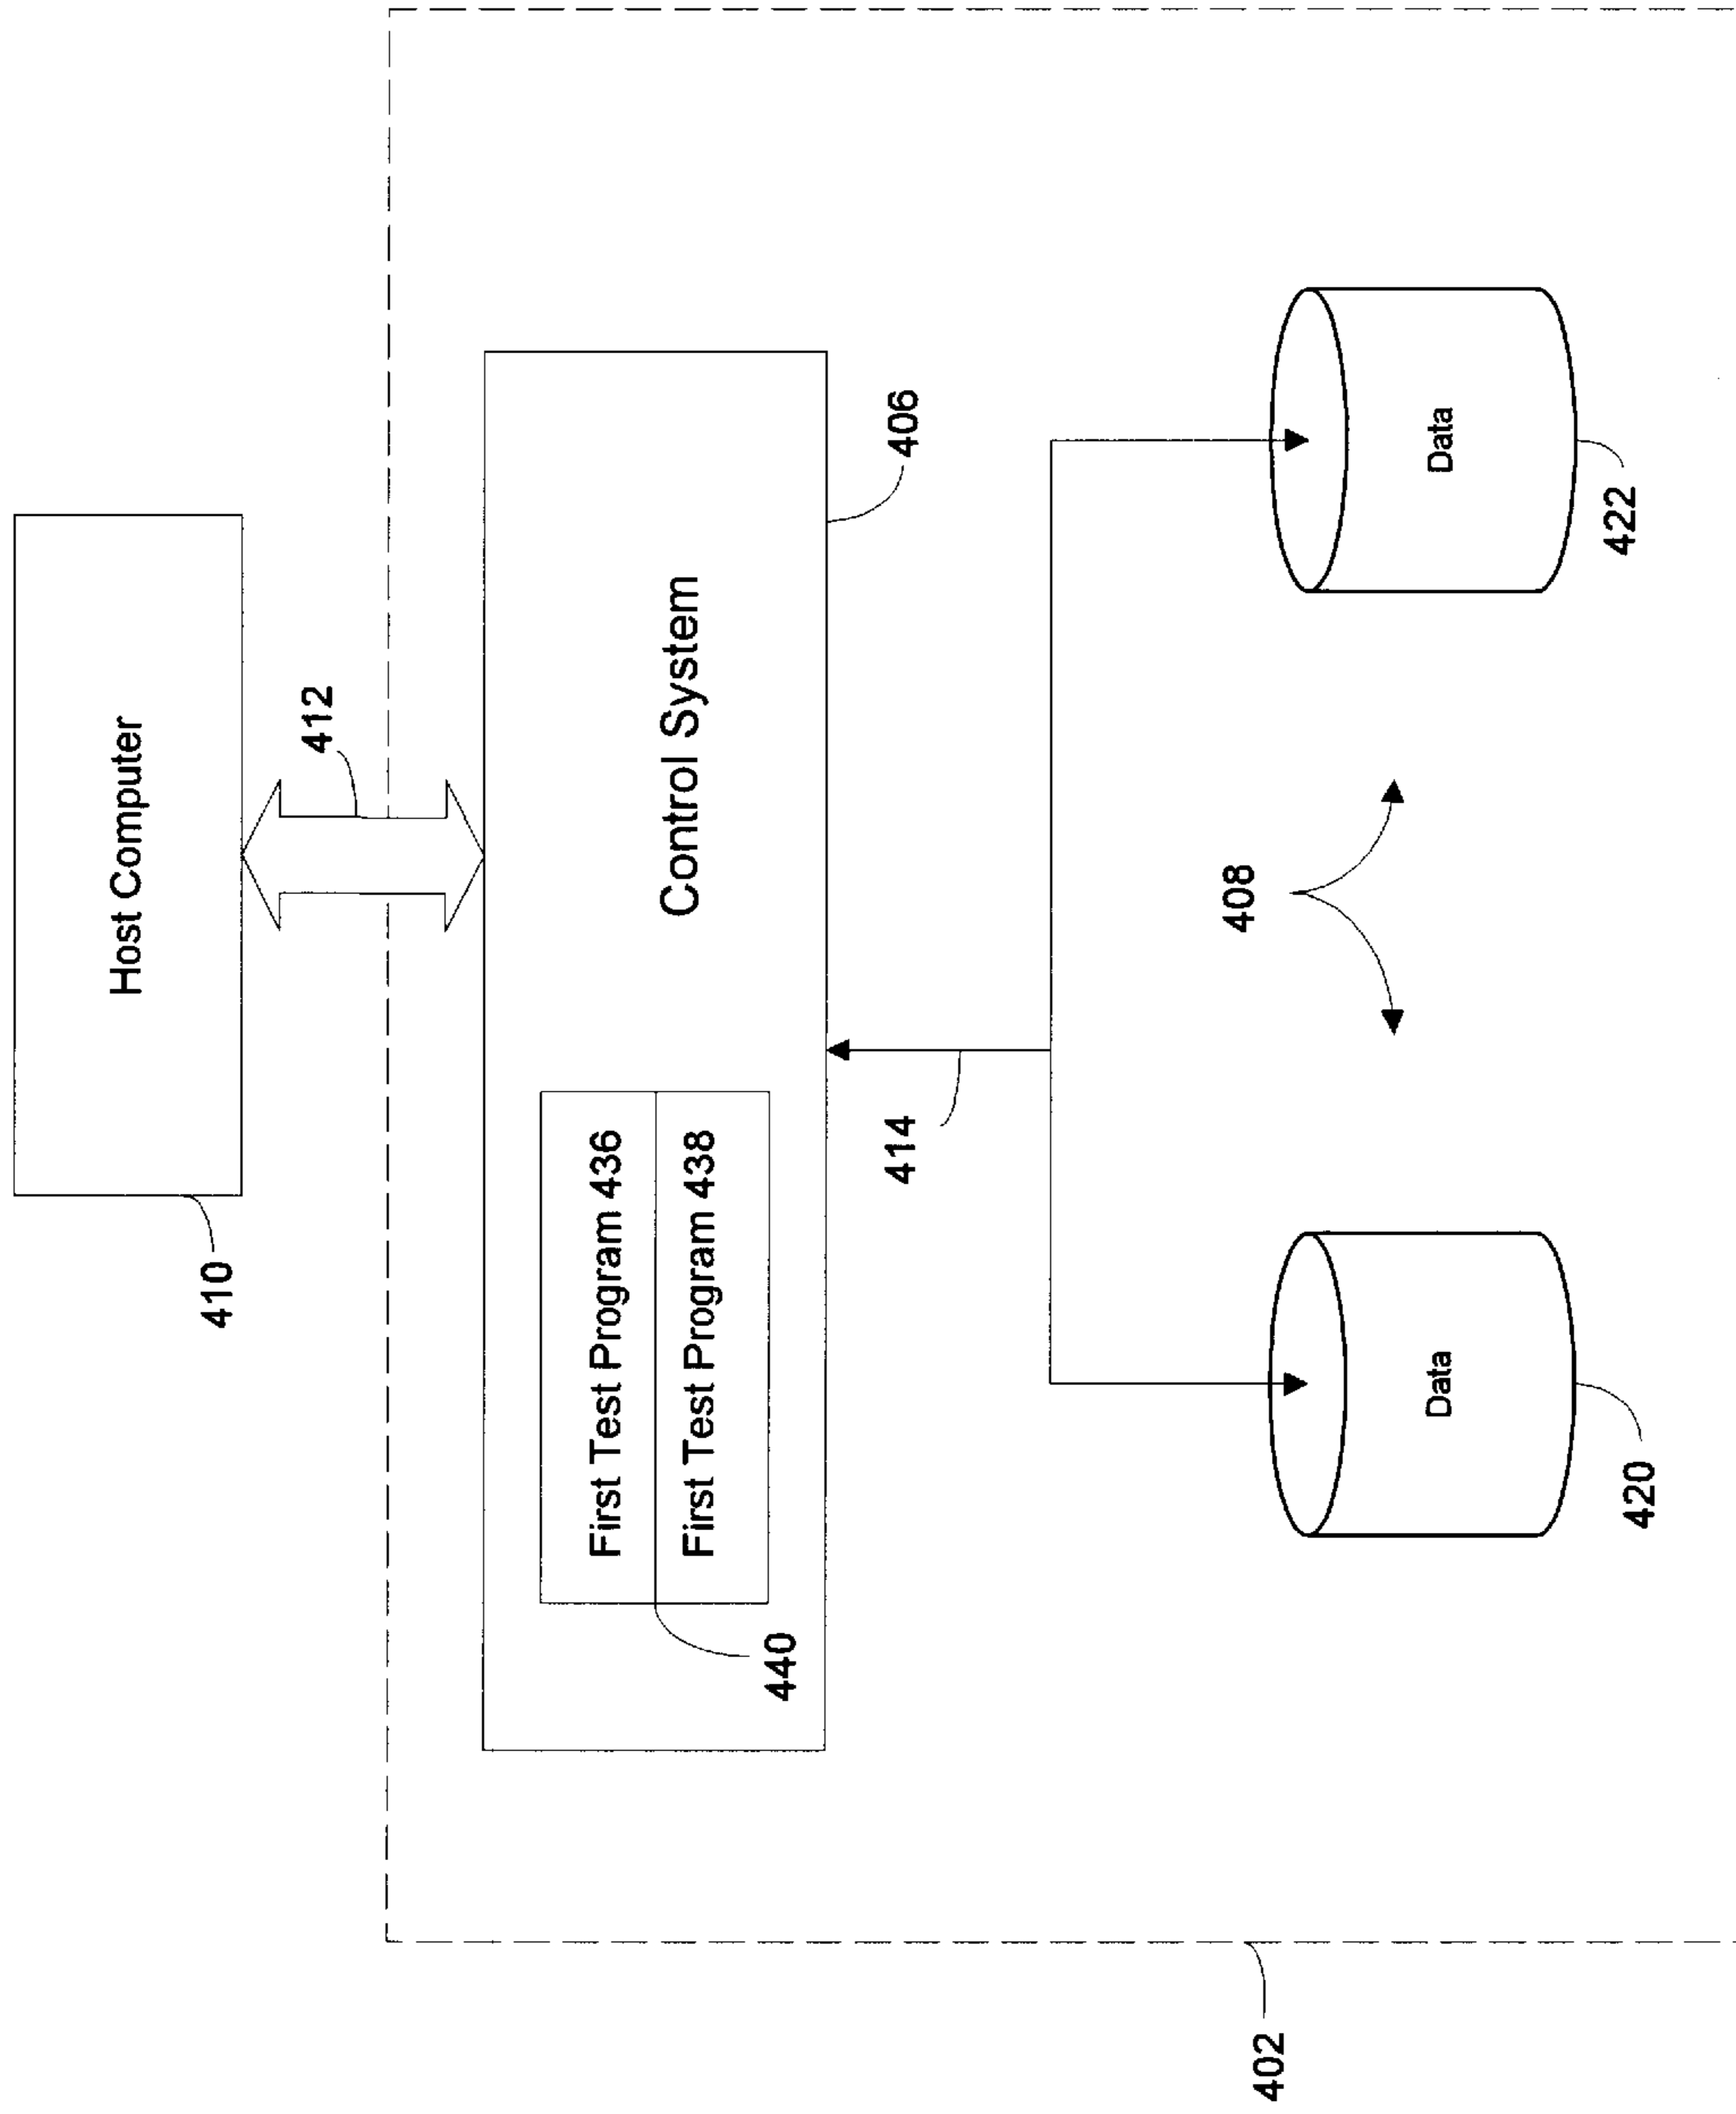 Host Computer
410
412
Control System
First Test Program 436
First Test Program 438
440
406
414
408
Data
420
Data
422
402